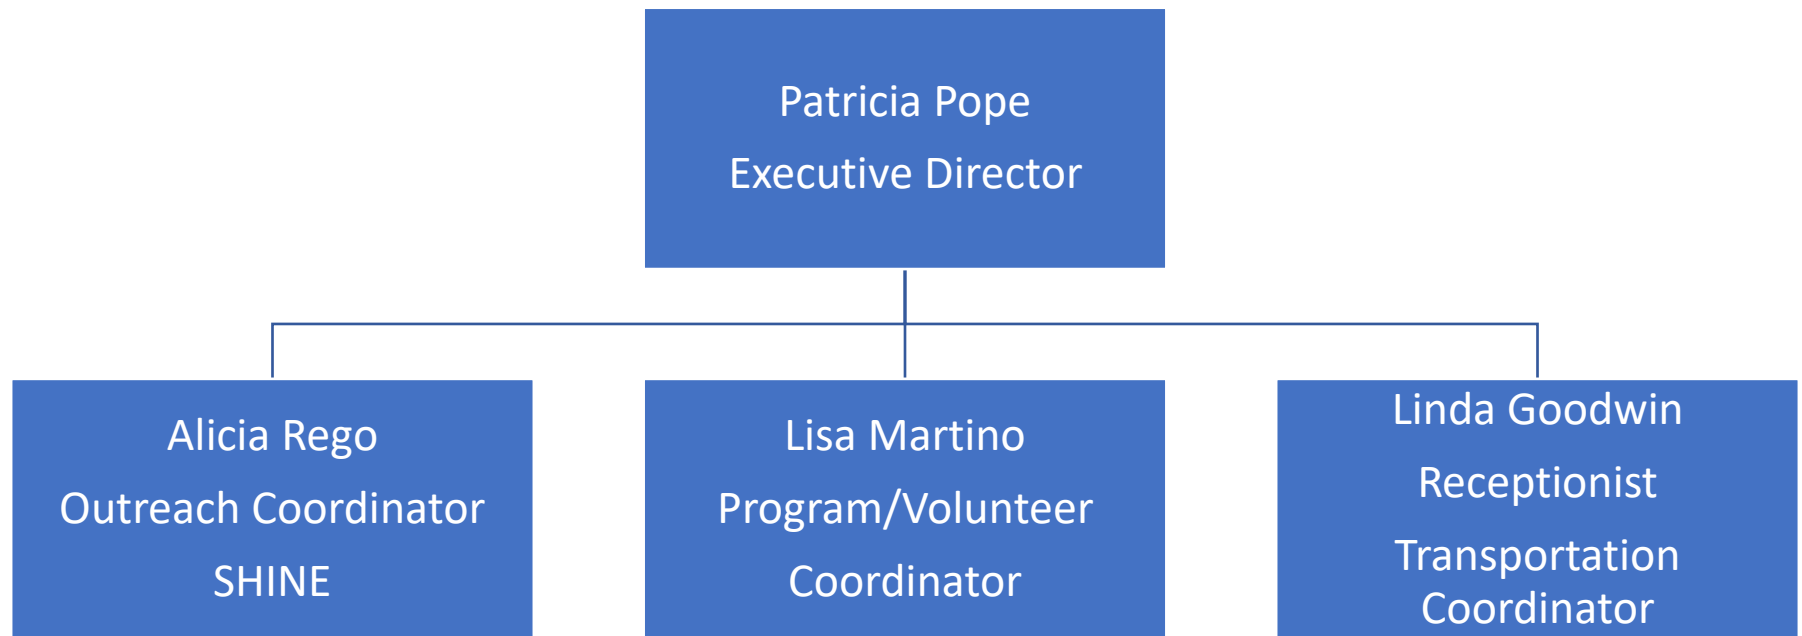 Patricia Pope
Executive Director
Alicia Rego
Outreach Coordinator
SHINE
Lisa Martino
Program/Volunteer
Coordinator
Linda Goodwin
Receptionist
Transportation
Coordinator